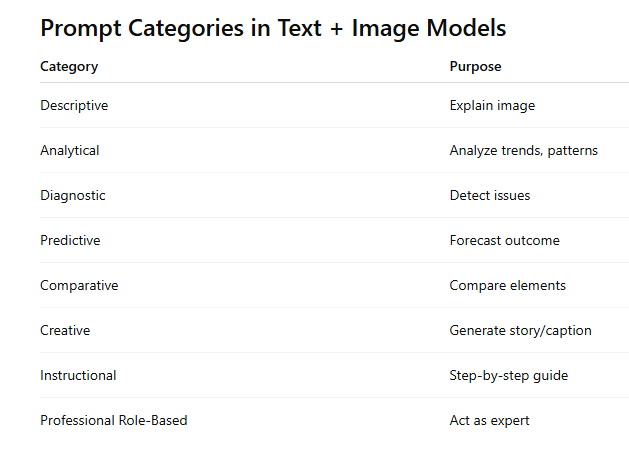 Prompt Categories in Text + Image Models
Category Purpose
Descriptive Explain image
Analytical Analyze trends, patterns
Diagnostic Detect issues
Predictive Forecast outcome
Comparative Compare elements
Creative Generate story/caption
Instructional Step-by-step guide
Professional Role-Based Act as expert